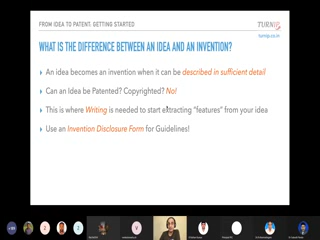 FROM IDEA TO PATENT: GETTING STARTED
TURNIP
WHAT IS THE DIFFERENCE BETWEEN AN IDEA AND AN INVENTION?
An idea becomes an invention when it can be described in sufficient detail
Can an Idea be Patented? Copyrighted? No!
This is where Writing is needed to start extracting "features" from your idea
Use an Invention Disclosure Form for Guidelines!